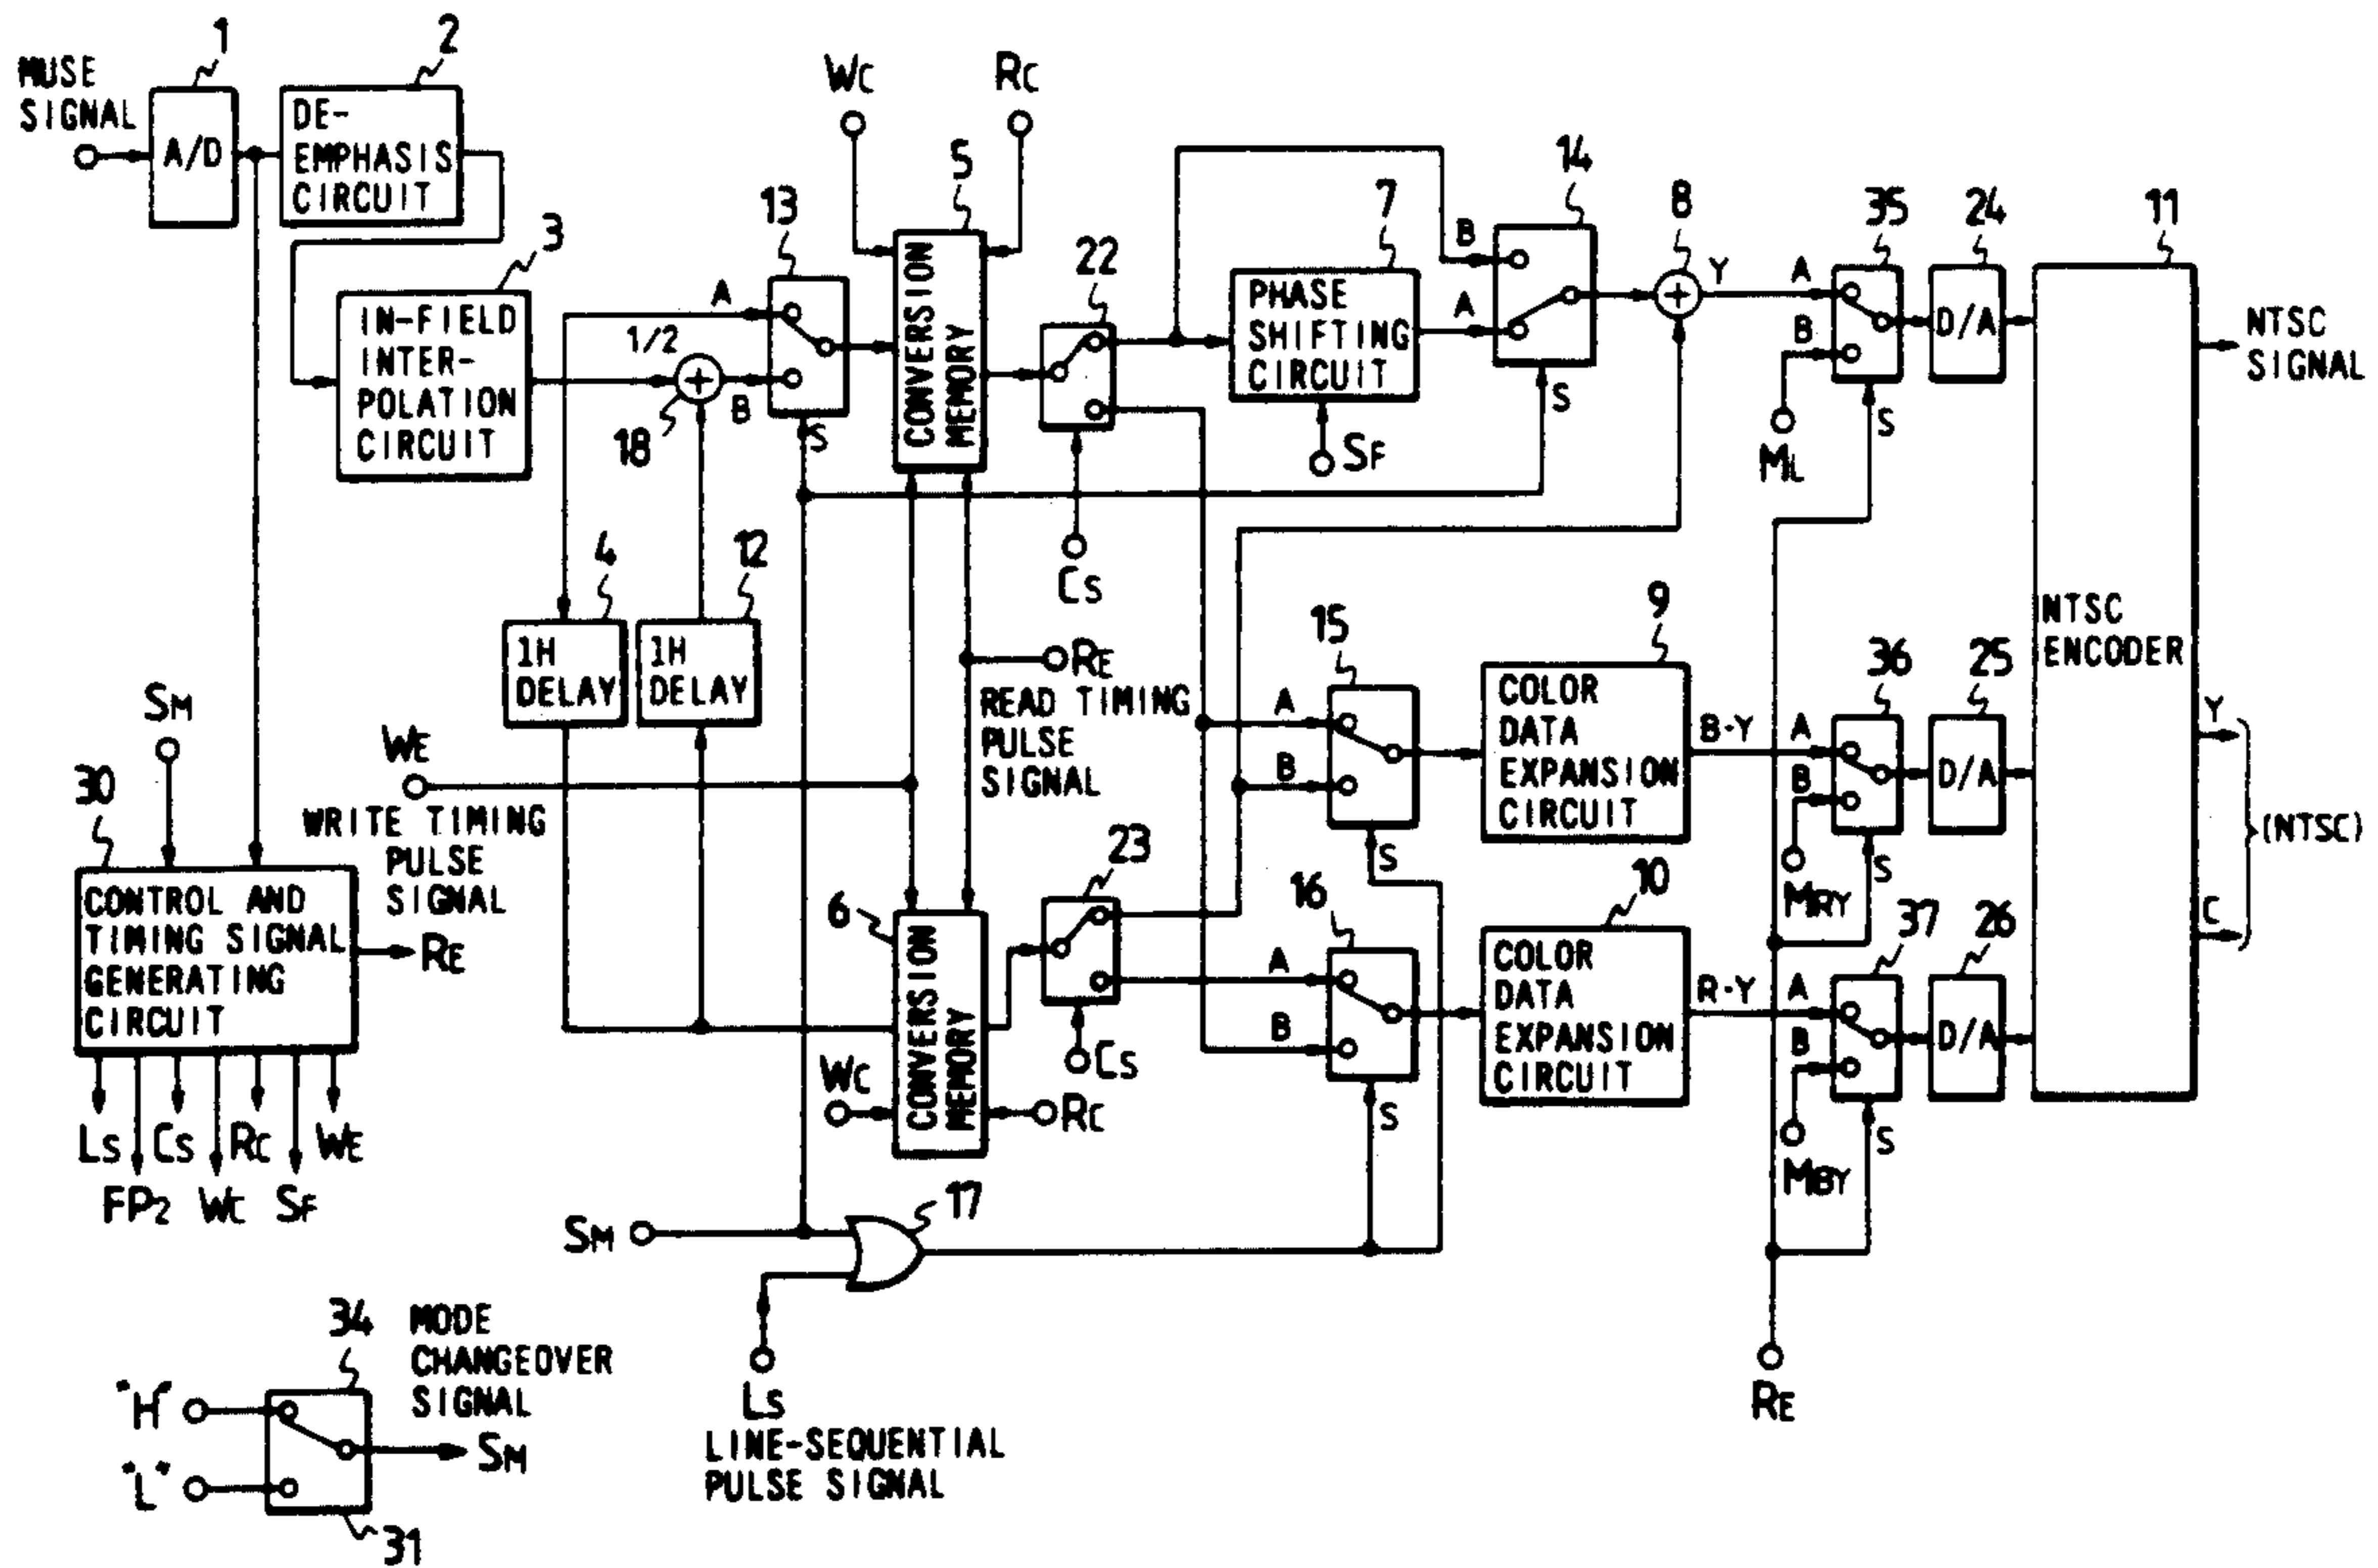 1
2
MUSE
SIGNAL
A/D
DE-
EMPHASIS
CIRCUIT
3
IN-FIELD
INTER-
POLATION
CIRCUIT
1/2
18
A
B
13
S
WC
RC
5
CONVERSION
MEMORY
22
CS
7
PHASE
SHIFTING
CIRCUIT
SF
14
B
A
S
8
Y
35
A
B
S
ML
24
D/A
11
NTSC
ENCODER
NTSC
SIGNAL
Y
C
(NTSC)
4
1H
DELAY
12
1H
DELAY
RE
READ TIMING
PULSE
SIGNAL
SM
WE
WRITE TIMING
PULSE
SIGNAL
30
CONTROL AND
TIMING SIGNAL
GENERATING
CIRCUIT
RE
LS
CS
RC
WE
FP2
WC
SF
15
A
B
S
9
COLOR
DATA
EXPANSION
CIRCUIT
B-Y
36
A
B
S
MRY
25
D/A
6
CONVERSION
MEMORY
WC
RC
23
CS
16
A
B
S
10
COLOR
DATA
EXPANSION
CIRCUIT
R-Y
37
A
B
S
MBY
26
D/A
SM
17
LS
LINE-SEQUENTIAL
PULSE SIGNAL
RE
34
MODE
CHANGEOVER
SIGNAL
"H"
"L"
SM
31